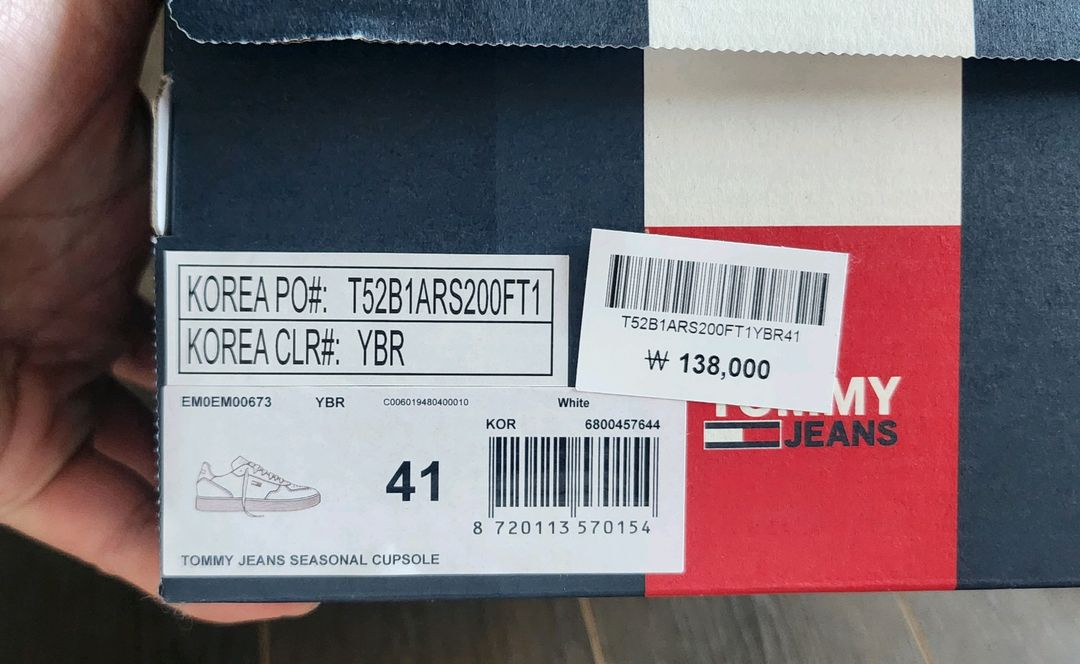 KOREA PO#: T52B1ARS200FT1
KOREA CLR#: YBR
T52B1ARS200FT1YBR41
₩ 138,000
EM0EM00673 YBR C006019480400010 White
KOR 6800457644
41
8 720113 570154
TOMMY JEANS SEASONAL CUPSOLE
TOMMY
JEANS